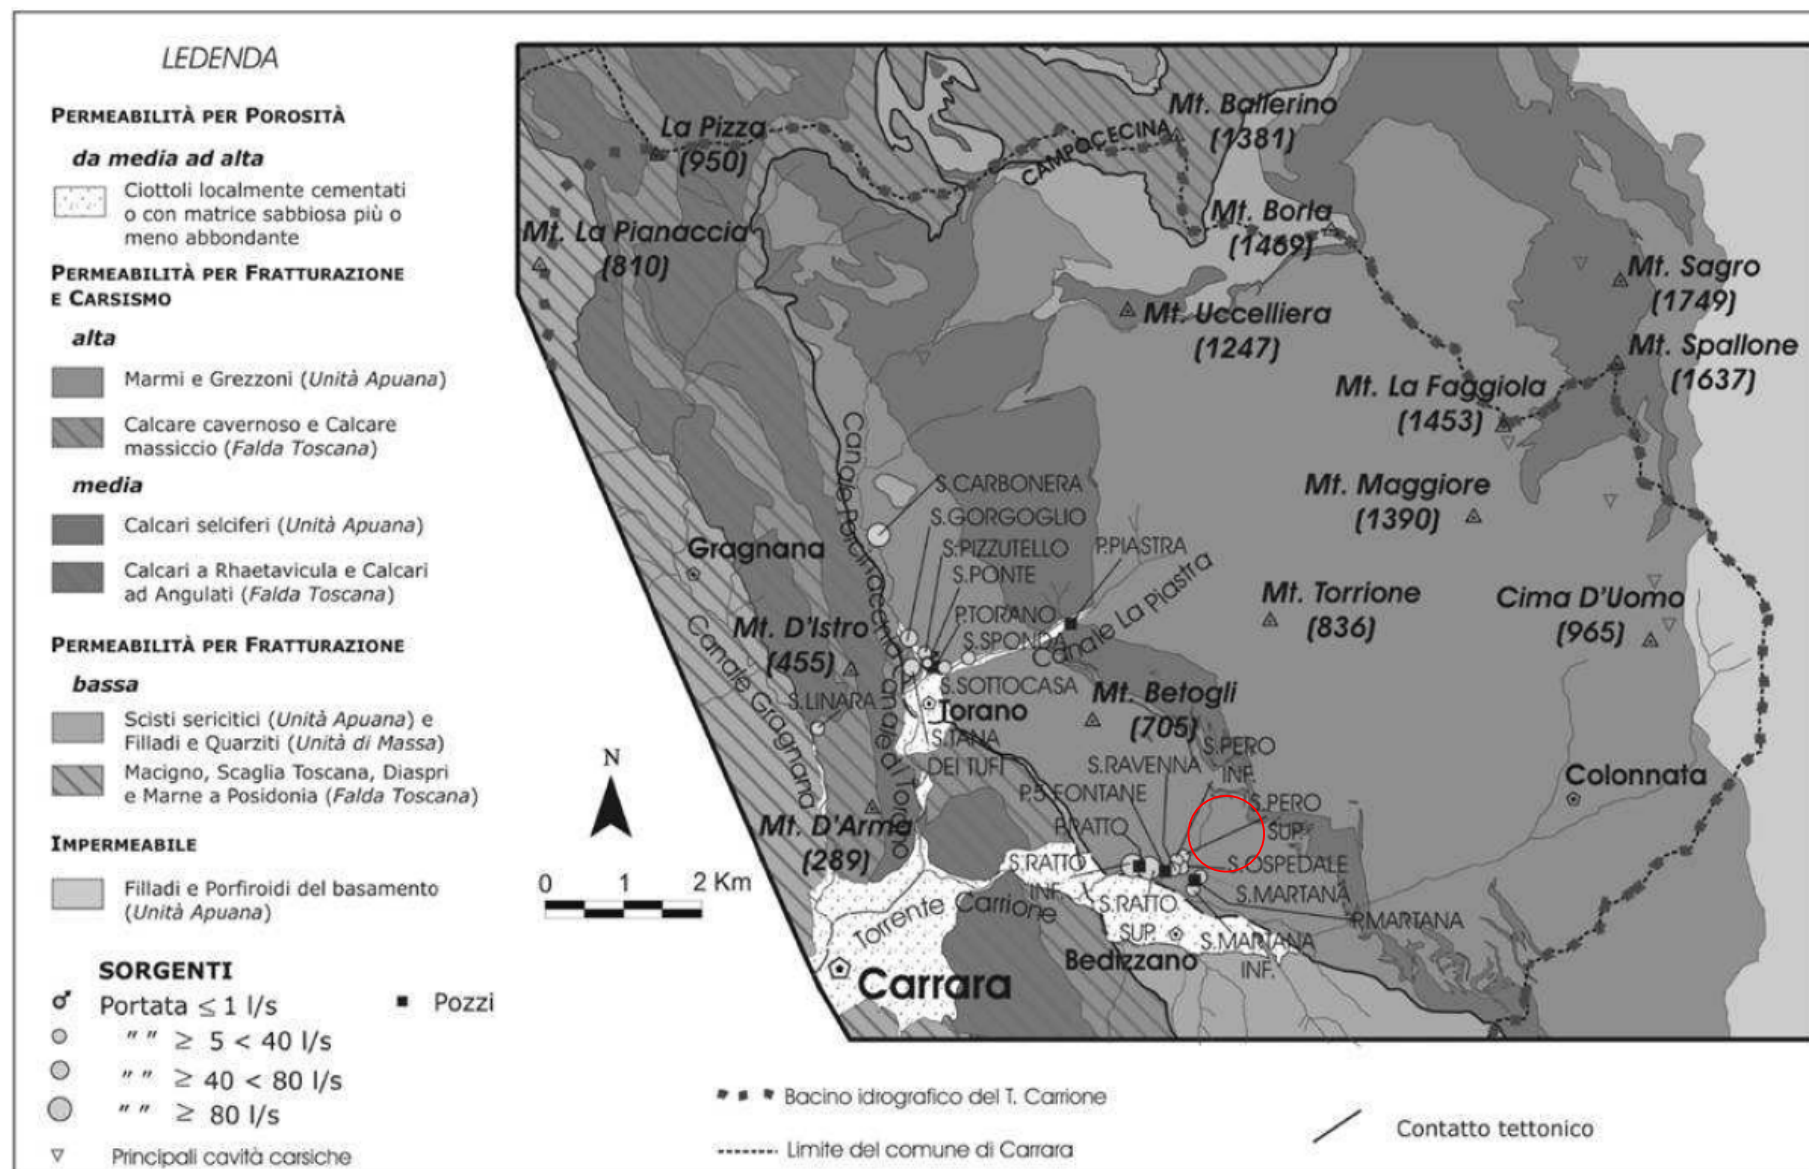 LEDENDA
PERMEABILITÀ PER POROSITÀ
da media ad alta
Ciottoli localmente cementati
o con matrice sabbiosa più o
meno abbondante
PERMEABILITÀ PER FRATTURAZIONE
E CARSISMO
alta
Marmi e Grezzoni (Unità Apuana)
Calcare cavernoso e Calcare
massiccio (Falda Toscana)
media
Calcari selciferi (Unità Apuana)
Calcari a Rhaetavicula e Calcari
ad Angulati (Falda Toscana)
PERMEABILITÀ PER FRATTURAZIONE
bassa
Scisti sericitici (Unità Apuana) e
Filladi e Quarziti (Unità di Massa)
Macigno, Scaglia Toscana, Diaspri
e Marne a Posidonia (Falda Toscana)
IMPERMEABILE
Filladi e Porfiroidi del basamento
(Unità Apuana)
SORGENTI
Portata ≤ 1 l/s
" " ≥ 5 < 40 l/s
" " ≥ 40 < 80 l/s
" " ≥ 80 l/s
Principali cavità carsiche
Pozzi
La Pizza
(950)
Mt. Ballerino
(1381)
CAMPOCECINA
Mt. La Pianaccia
(810)
Mt. Borla
(1469)
Mt. Sagro
(1749)
Mt. Uccelliera
(1247)
Mt. Spallone
(1637)
Mt. La Faggiola
(1453)
Mt. Maggiore
(1390)
S.CARBONERA
S.GORGOGLIO
S.PIZZUTELLO
S.PONTE
P.PIASTRA
Gragnana
P.TORANO
S.SPONDA
Canale La Piastra
Mt. Torrione
(836)
Cima D'Uomo
(965)
Mt. D'Istro
(455)
S.LINARA
S.SOTTOCASA
Torano
Mt. Betogli
(705)
S.TANA
DEI TUFI
Canale Gragnana
Canale di Torano
S.RAVENNA
S.PERO
INF.
P.5.FONTANE
S.PERO
SUP.
P.RATTO
Colonnata
Mt. D'Arma
(289)
S.RATTO
INF.
S.OSPEDALE
S.MARTANA
S.RATTO
SUP.
P.MARTANA
S.MARTANA
INF.
Torrente Carrione
Bedizzano
Carrara
N
0 1 2 Km
Bacino idrografico del T. Carrione
Limite del comune di Carrara
Contatto tettonico